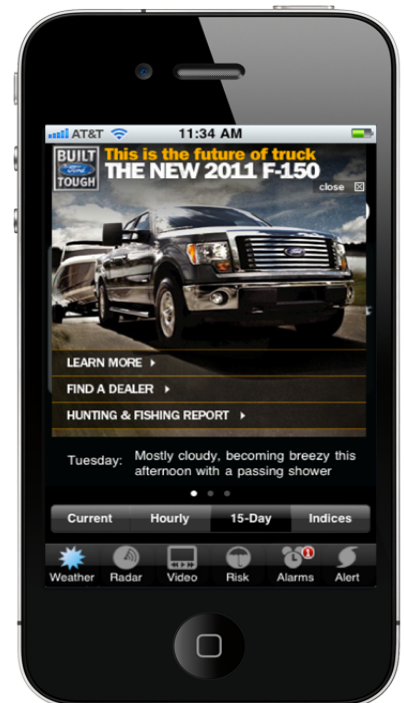 AT&T 11:34 AM
BUILT
Ford
TOUGH
This is the future of truck
THE NEW 2011 F-150
close
LEARN MORE
FIND A DEALER
HUNTING & FISHING REPORT
Tuesday: Mostly cloudy, becoming breezy this
afternoon with a passing shower
Current Hourly 15-Day Indices
1
Weather Radar Video Risk Alarms Alert